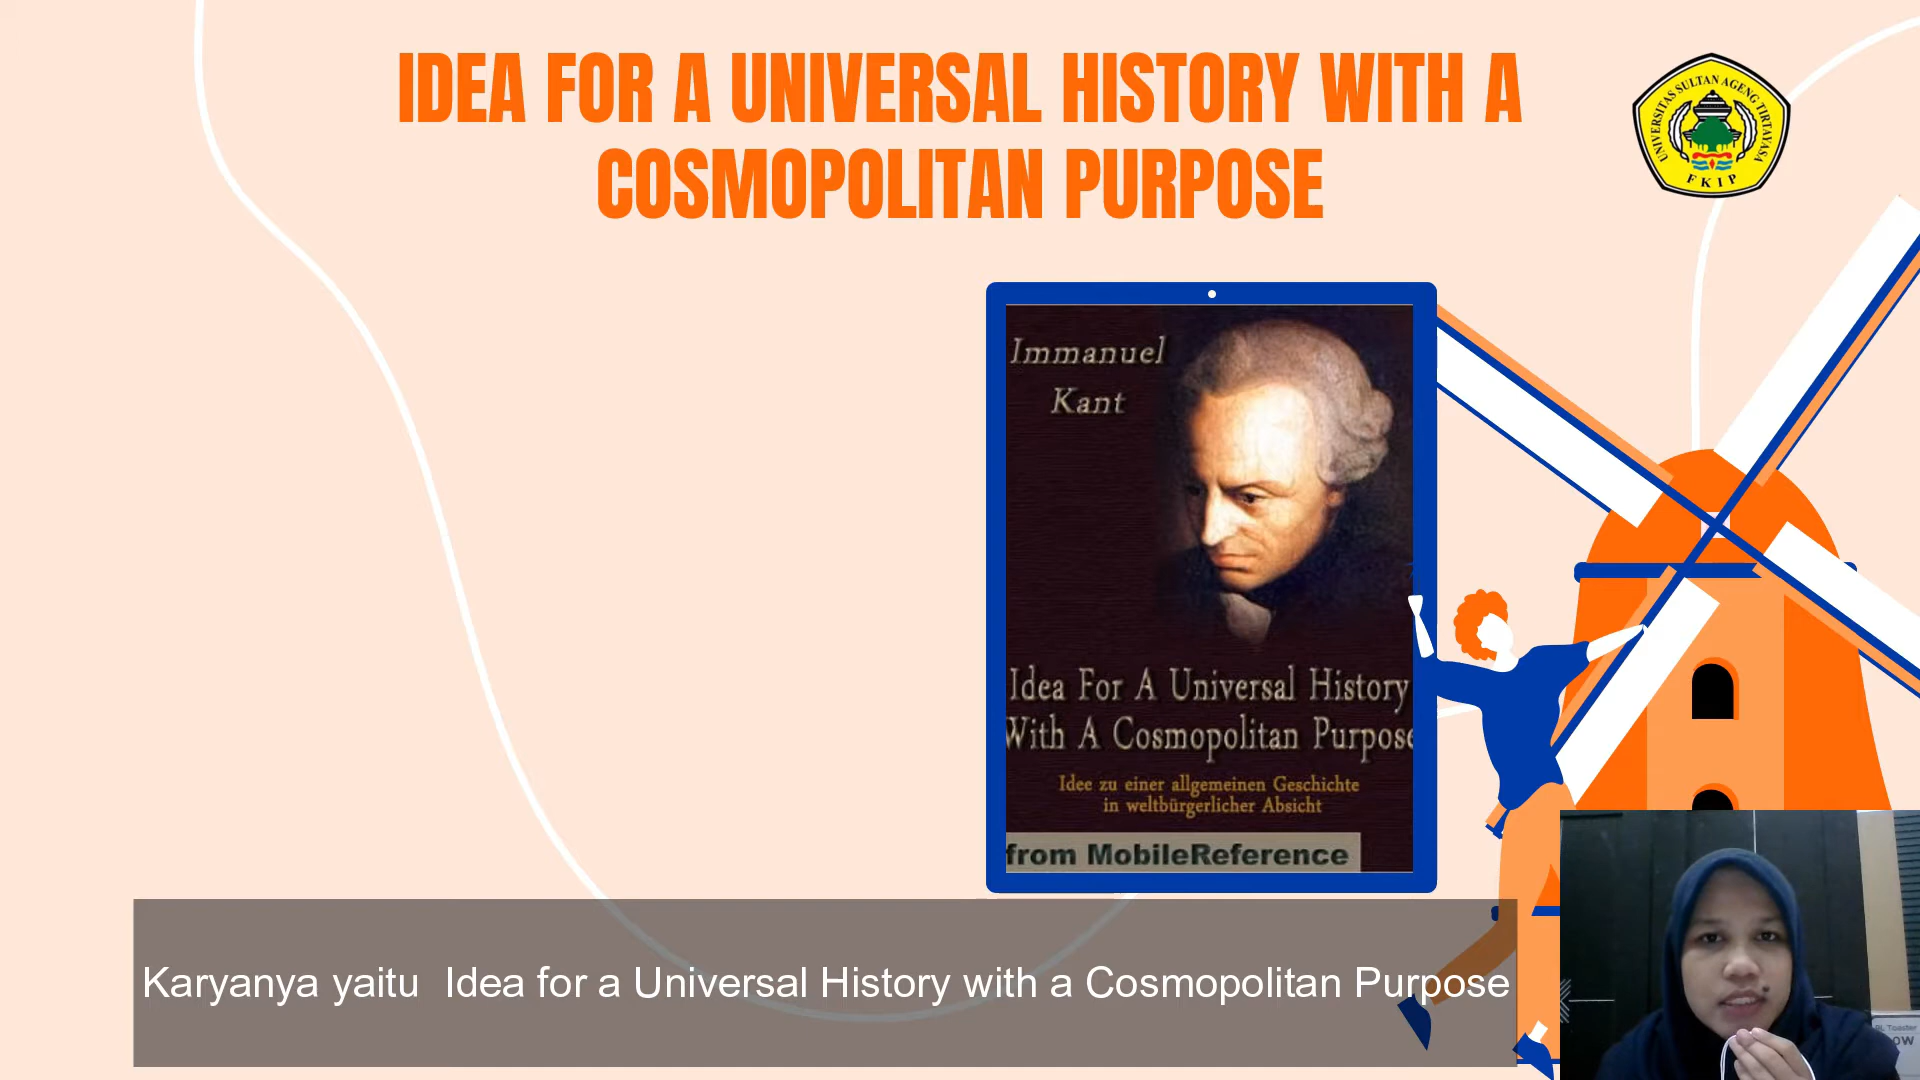 IDEA FOR A UNIVERSAL HISTORY WITH A
COSMOPOLITAN PURPOSE
UNIVERSITAS SULTAN AGENG TIRTAYASA
FKIP
Immanuel
Kant
Idea For A Universal History
With A Cosmopolitan Purpose
Idee zu einer allgemeinen Geschichte
in weltbürgerlicher Absicht
from MobileReference
Karyanya yaitu Idea for a Universal History with a Cosmopolitan Purpose